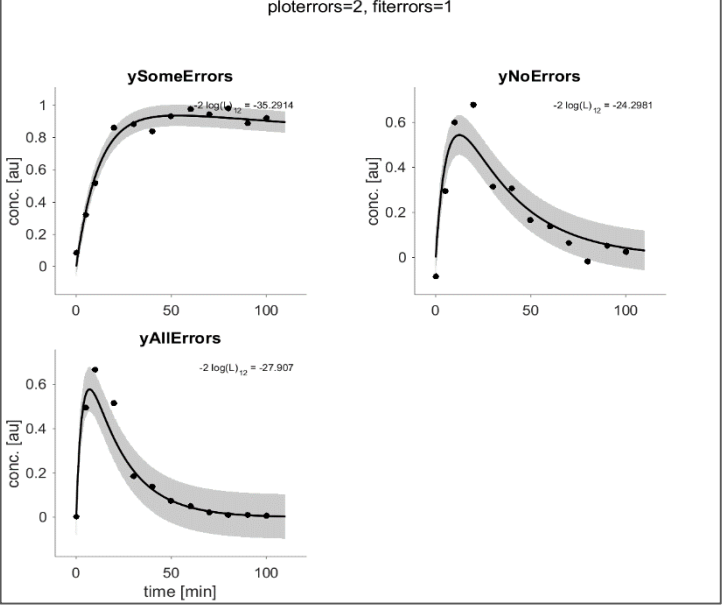 ploterrors=2, fiterrors=1
ySomeErrors
-2 log(L)_12 = -35.2914
1
0.8
0.6
0.4
0.2
0
conc. [au]
0 50 100
yNoErrors
-2 log(L)_12 = -24.2981
0.6
0.4
0.2
0
conc. [au]
0 50 100
yAllErrors
-2 log(L)_12 = -27.907
0.6
0.4
0.2
0
conc. [au]
0 50 100
time [min]